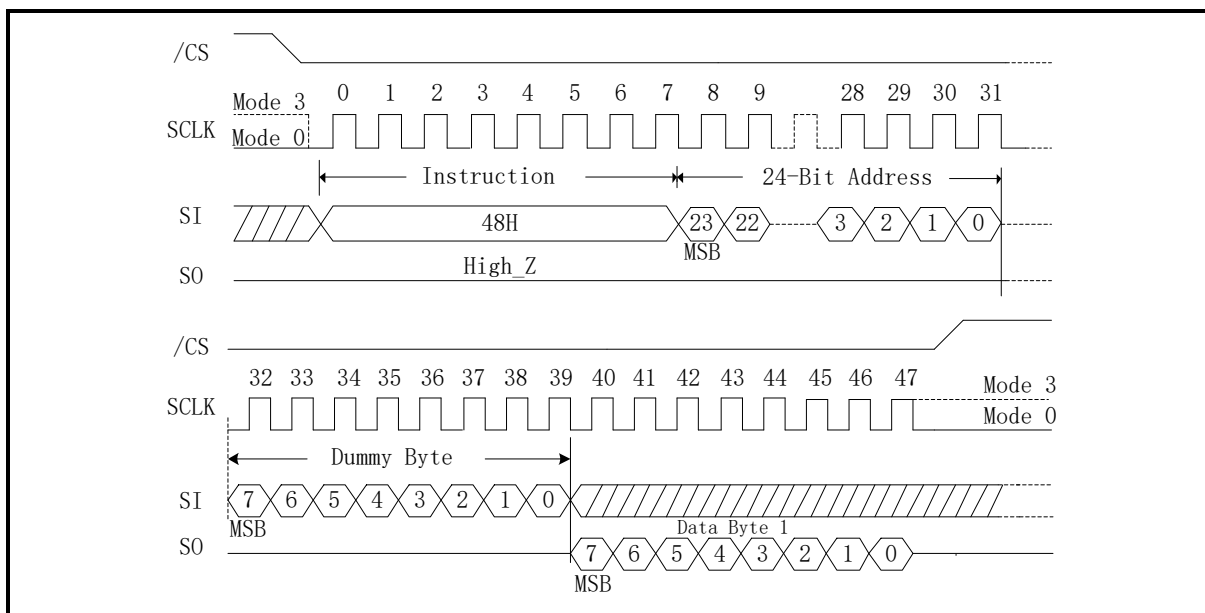 /CS
0 1 2 3 4 5 6 7 8 9 28 29 30 31
Mode 3
SCLK
Mode 0
Instruction 24-Bit Address
SI 48H 23 22 3 2 1 0
MSB
High_Z
SO
/CS
32 33 34 35 36 37 38 39 40 41 42 43 44 45 46 47
Mode 3
SCLK
Mode 0
Dummy Byte
SI 7 6 5 4 3 2 1 0
MSB Data Byte 1
SO 7 6 5 4 3 2 1 0
MSB